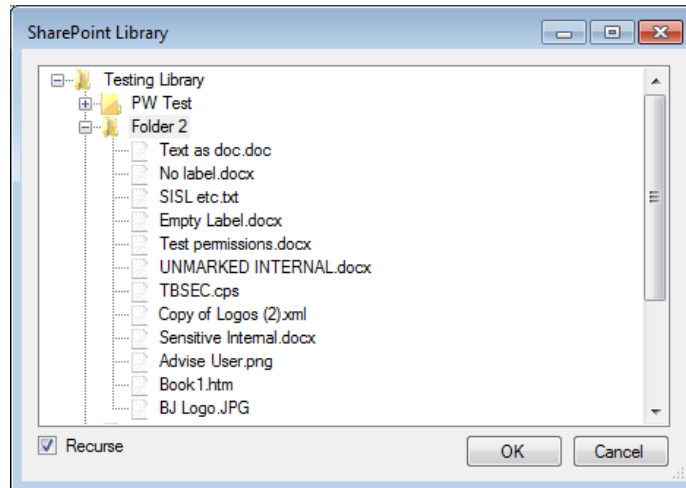 SharePoint Library
Testing Library
PW Test
Folder 2
Text as doc.doc
No label.docx
SISL etc.txt
Empty Label.docx
Test permissions.docx
UNMARKED INTERNAL.docx
TBSEC.cps
Copy of Logos (2).xml
Sensitive Internal.docx
Advise User.png
Book1.htm
BJ Logo.JPG
Recurse
OK Cancel